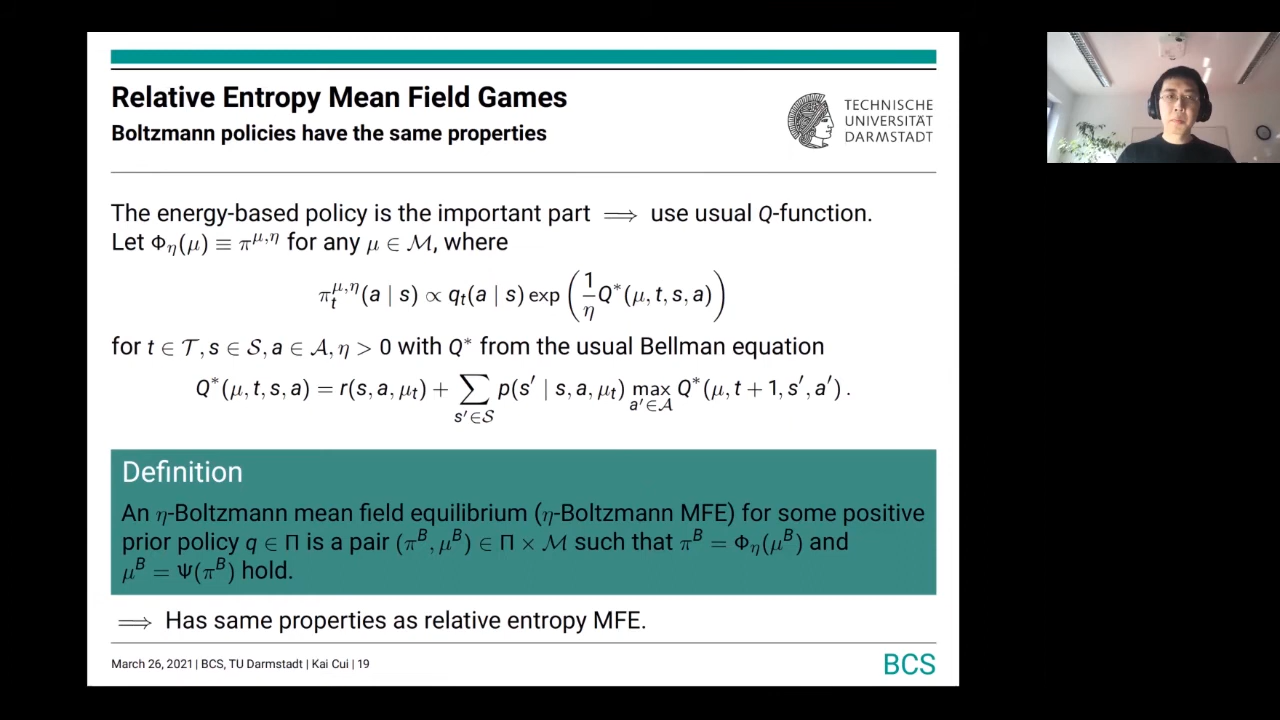 Relative Entropy Mean Field Games
Boltzmann policies have the same properties
TECHNISCHE
UNIVERSITÄT
DARMSTADT
The energy-based policy is the important part ⟹ use usual Q-function.
Let Φ_η(μ) ≡ π^{μ,η} for any μ ∈ ℳ, where
π_t^{μ,η}(a | s) ∝ q_t(a | s) exp (1/η Q*(μ, t, s, a))
for t ∈ 𝒯, s ∈ 𝒮, a ∈ 𝒜, η > 0 with Q* from the usual Bellman equation
Q*(μ, t, s, a) = r(s, a, μ_t) + ∑_{s′∈𝒮} p(s′ | s, a, μ_t) max_{a′∈𝒜} Q*(μ, t + 1, s′, a′) .
Definition
An η-Boltzmann mean field equilibrium (η-Boltzmann MFE) for some positive
prior policy q ∈ Π is a pair (π^B, μ^B) ∈ Π × ℳ such that π^B = Φ_η(μ^B) and
μ^B = Ψ(π^B) hold.
⟹ Has same properties as relative entropy MFE.
March 26, 2021 | BCS, TU Darmstadt | Kai Cui | 19
BCS